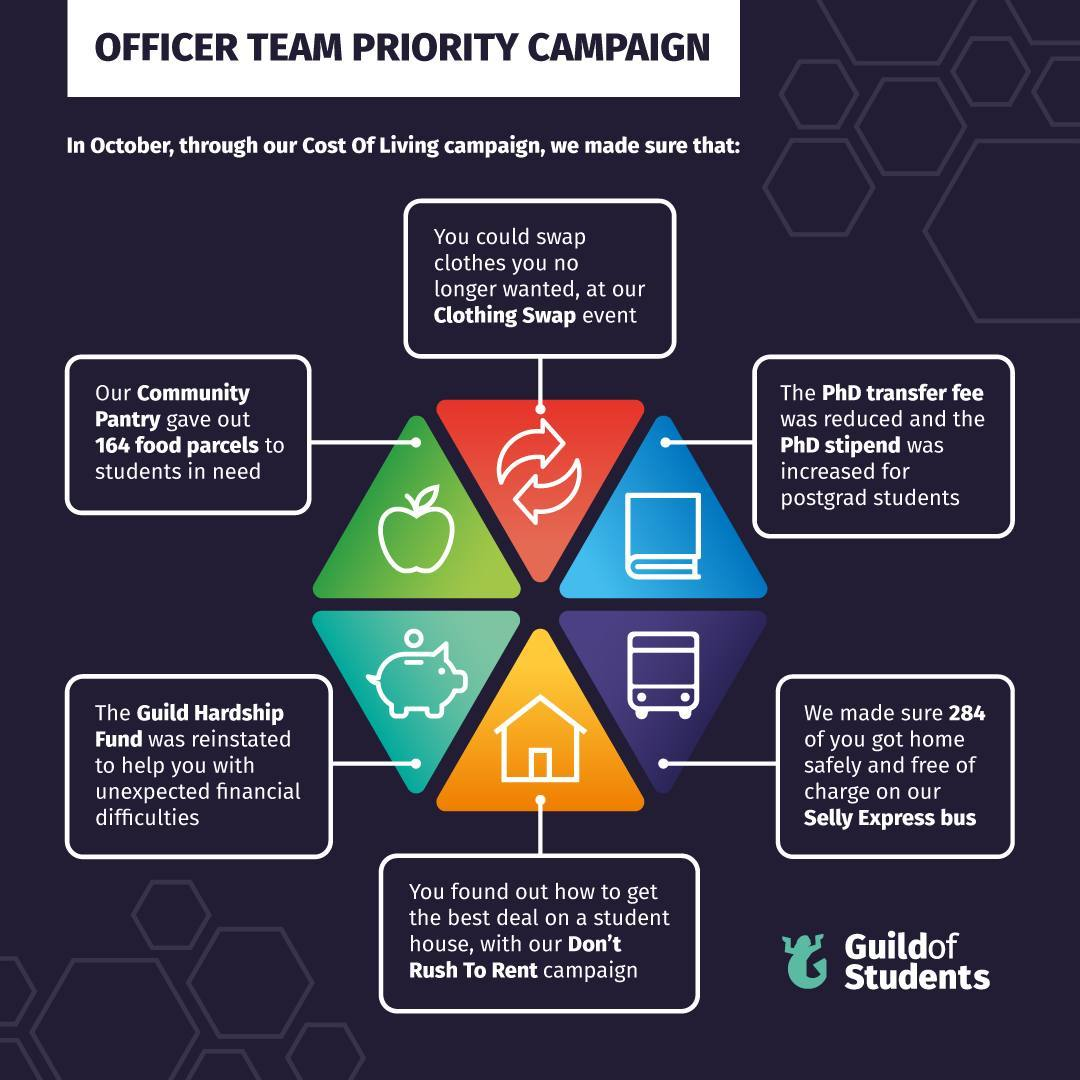 OFFICER TEAM PRIORITY CAMPAIGN
In October, through our Cost Of Living campaign, we made sure that:
You could swap
clothes you no
longer wanted, at our
Clothing Swap event
Our Community
Pantry gave out
164 food parcels to
students in need
The PhD transfer fee
was reduced and the
PhD stipend was
increased for
postgrad students
The Guild Hardship
Fund was reinstated
to help you with
unexpected financial
difficulties
We made sure 284
of you got home
safely and free of
charge on our
Selly Express bus
You found out how to get
the best deal on a student
house, with our Don’t
Rush To Rent campaign
Guildof
Students